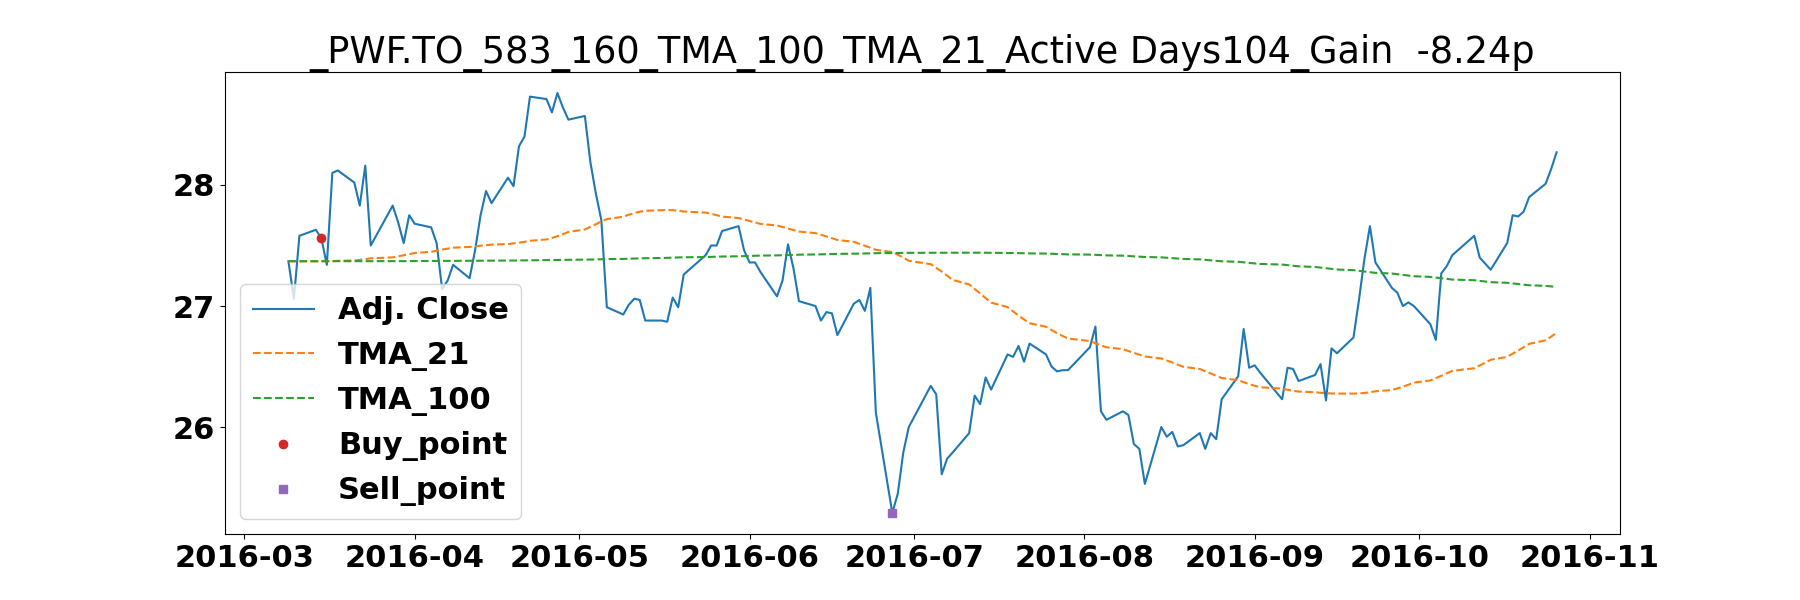 _PWF.TO_583_160_TMA_100_TMA_21_Active Days104_Gain  -8.24p
28
27
26
Adj. Close
TMA_21
TMA_100
Buy_point
Sell_point
2016-03 2016-04 2016-05 2016-06 2016-07 2016-08 2016-09 2016-10 2016-11